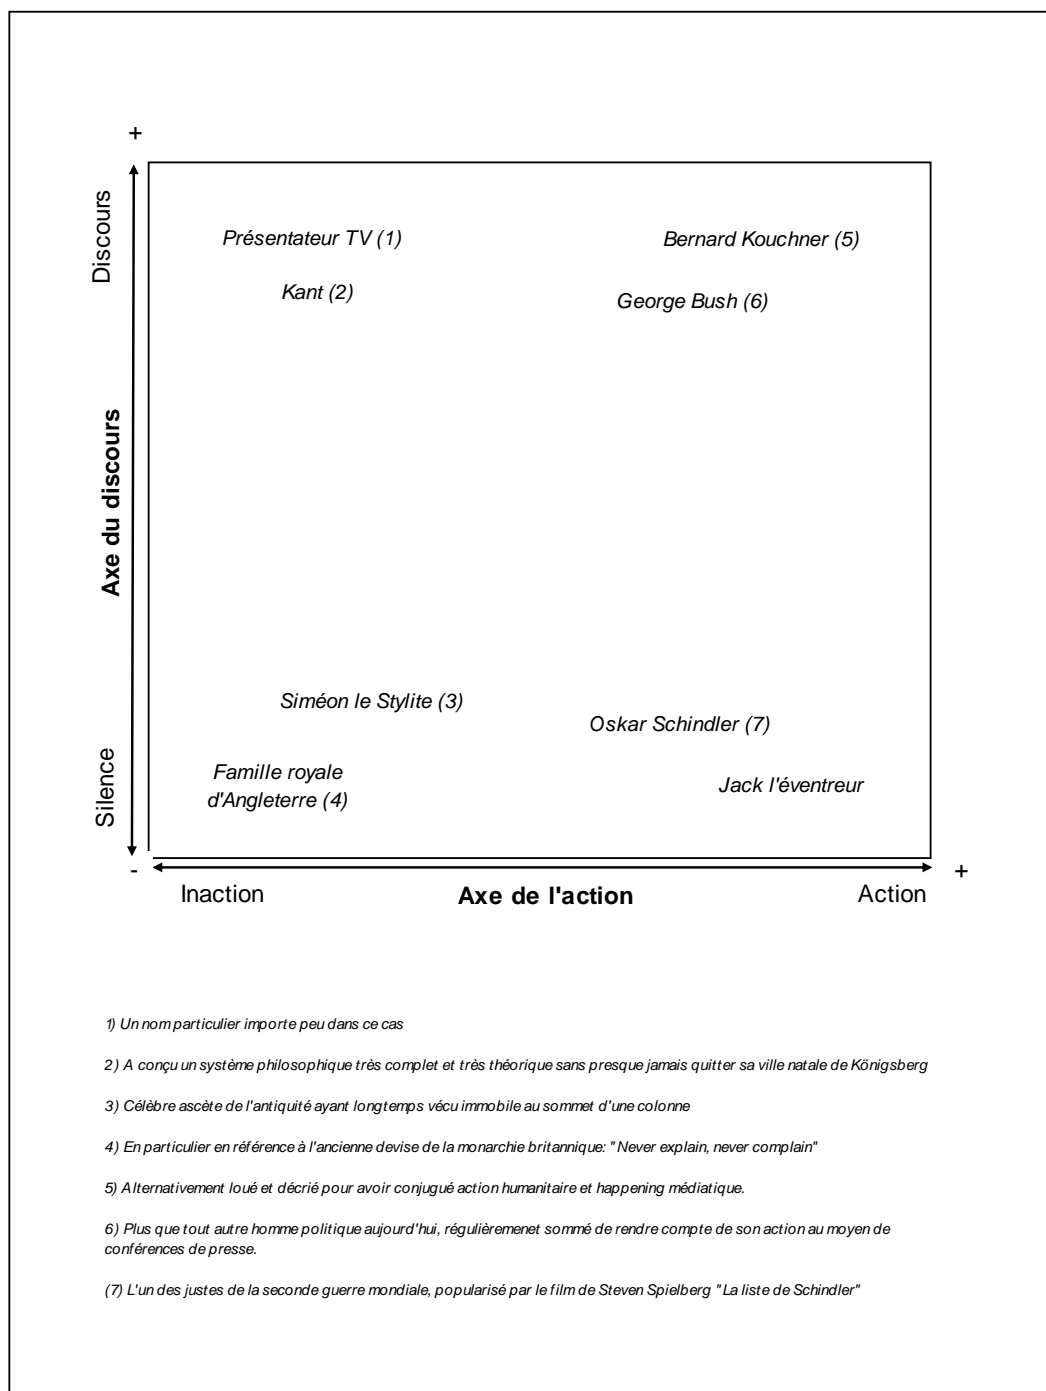 +
Discours
Présentateur TV (1)
Bernard Kouchner (5)
Kant (2)
George Bush (6)
Axe du discours
Siméon le Stylite (3)
Oskar Schindler (7)
Silence
Famille royale
d'Angleterre (4)
Jack l'éventreur
-
+
Inaction
Axe de l'action
Action
1) Un nom particulier importe peu dans ce cas
2) A conçu un système philosophique très complet et très théorique sans presque jamais quitter sa ville natale de Königsberg
3) Célèbre ascète de l'antiquité ayant longtemps vécu immobile au sommet d'une colonne
4) En particulier en référence à l'ancienne devise de la monarchie britannique: "Never explain, never complain"
5) Alternativement loué et décrié pour avoir conjugué action humanitaire et happening médiatique.
6) Plus que tout autre homme politique aujourd'hui, régulièremenet sommé de rendre compte de son action au moyen de
conférences de presse.
(7) L'un des justes de la seconde guerre mondiale, popularisé par le film de Steven Spielberg "La liste de Schindler"